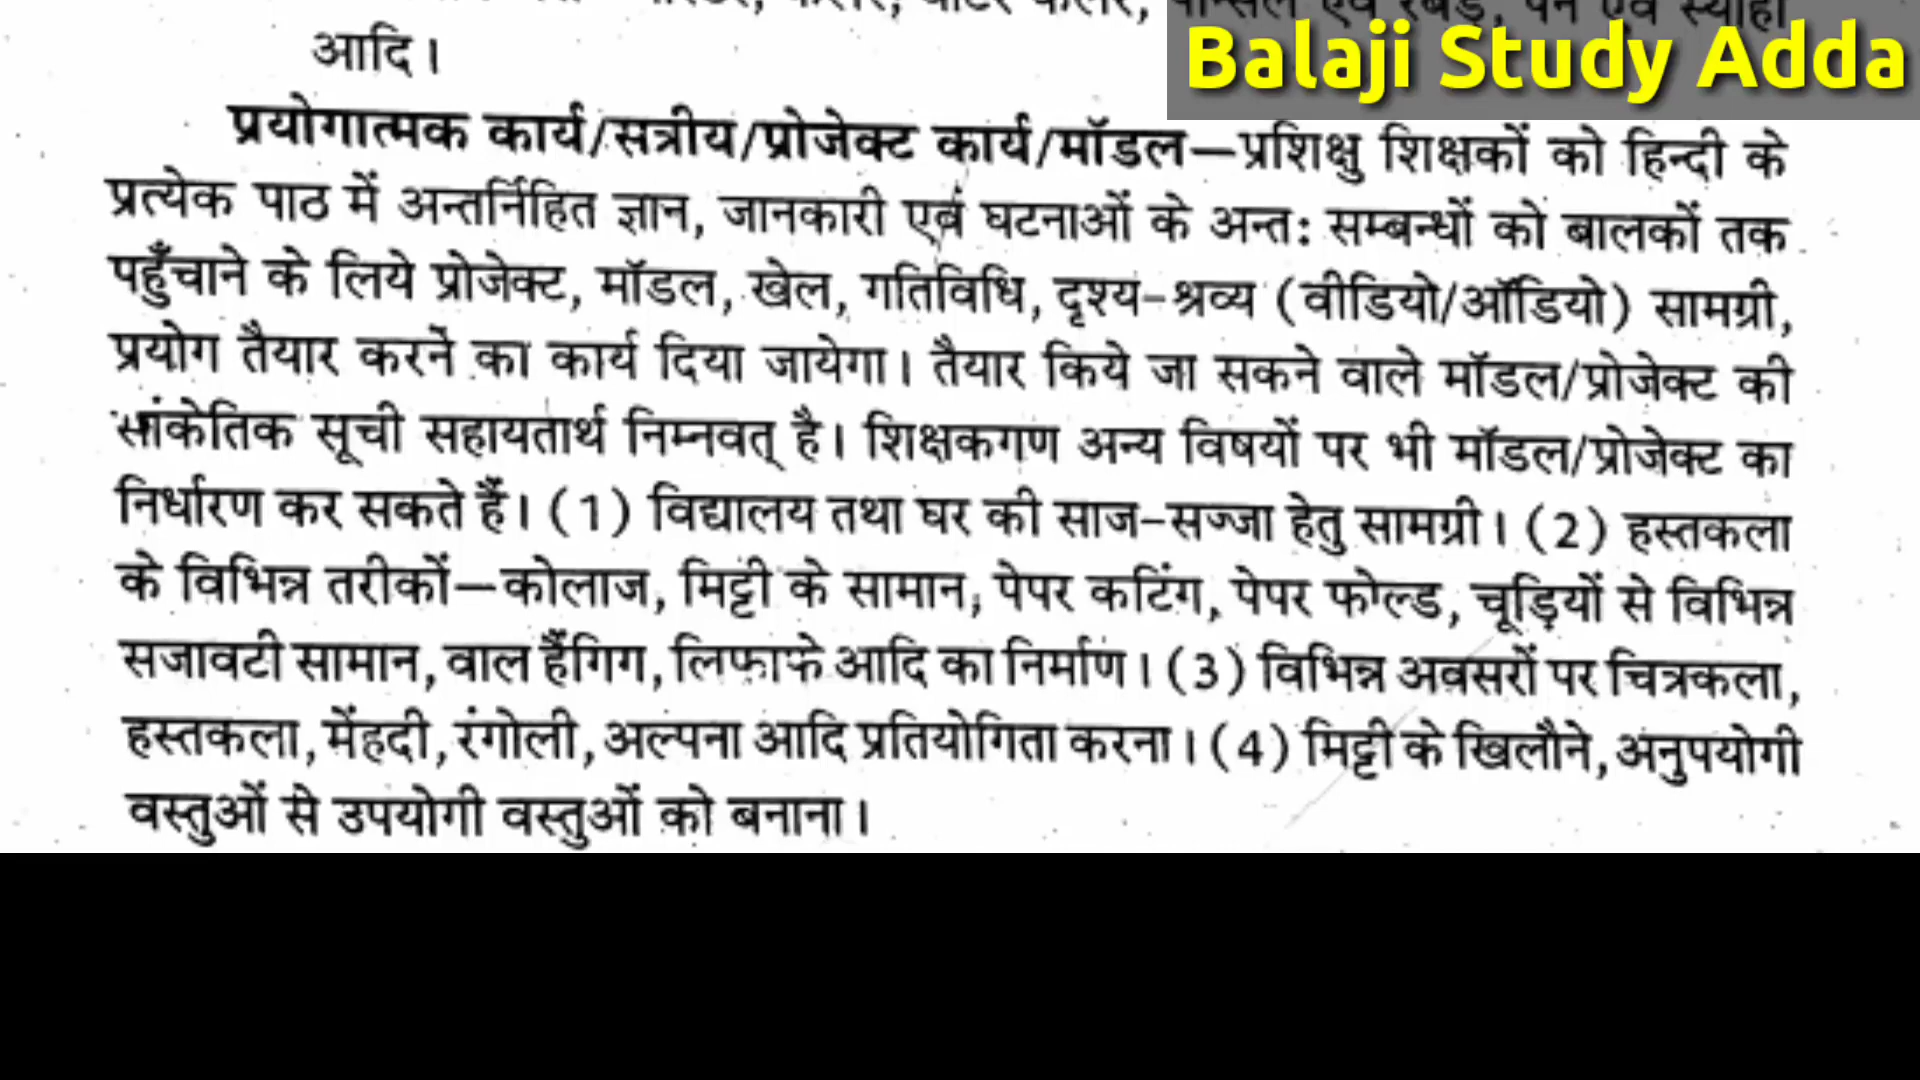 पेन्सिल एवं रबड़, पेन एवं स्याही
Balaji Study Adda
आदि।
प्रयोगात्मक कार्य/सत्रीय/प्रोजेक्ट कार्य/मॉडल—प्रशिक्षु शिक्षकों को हिन्दी के
प्रत्येक पाठ में अन्तर्निहित ज्ञान, जानकारी एवं घटनाओं के अन्त: सम्बन्धों को बालकों तक
पहुँचाने के लिये प्रोजेक्ट, मॉडल, खेल, गतिविधि, दृश्य-श्रव्य (वीडियो/ऑडियो) सामग्री,
प्रयोग तैयार करने का कार्य दिया जायेगा। तैयार किये जा सकने वाले मॉडल/प्रोजेक्ट की
सांकेतिक सूची सहायतार्थ निम्नवत् है। शिक्षकगण अन्य विषयों पर भी मॉडल/प्रोजेक्ट का
निर्धारण कर सकते हैं। (1) विद्यालय तथा घर की साज-सज्जा हेतु सामग्री। (2) हस्तकला
के विभिन्न तरीकों—कोलाज, मिट्टी के सामान, पेपर कटिंग, पेपर फोल्ड, चूड़ियों से विभिन्न
सजावटी सामान, वाल हैंगिग, लिफाफे आदि का निर्माण। (3) विभिन्न अवसरों पर चित्रकला,
हस्तकला, मेंहदी, रंगोली, अल्पना आदि प्रतियोगिता करना। (4) मिट्टी के खिलौने, अनुपयोगी
वस्तुओं से उपयोगी वस्तुओं को बनाना।